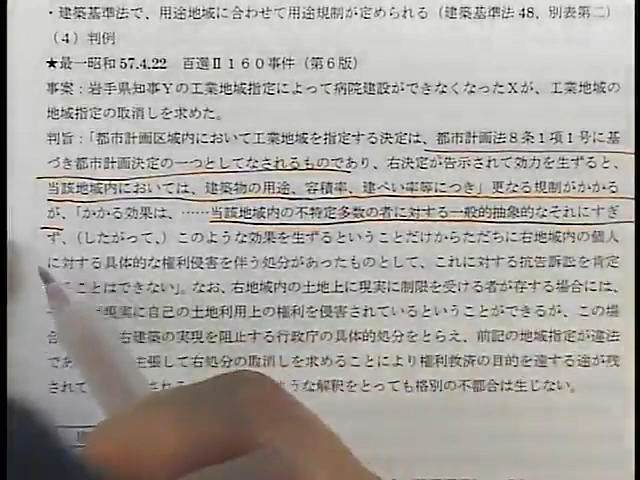 ・建築基準法で、用途地域に合わせて用途規制が定められる（建築基準法48、別表第二）
（4）判例
★最一昭和57.4.22　百選Ⅱ160事件（第6版）
事案：岩手県知事Yの工業地域指定によって病院建設ができなくなったXが、工業地域の
地域指定の取消しを求めた。
判旨：「都市計画区域内において工業地域を指定する決定は、都市計画法8条1項1号に基
づき都市計画決定の一つとしてなされるものであり、右決定が告示されて効力を生ずると、
当該地域内においては、建築物の用途、容積率、建ぺい率等につき」更なる規制がかかる
が、「かかる効果は、……当該地域内の不特定多数の者に対する一般的抽象的なそれにすぎ
ず、（したがって、）このような効果を生ずるということだけからただちに右地域内の個人
に対する具体的な権利侵害を伴う処分があったものとして、これに対する抗告訴訟を肯定
ることはできない」。なお、右地域内の土地上に現実に制限を受ける者が存する場合には、
現実に自己の土地利用上の権利を侵害されているということができるが、この場
合 右建築の実現を阻止する行政庁の具体的処分をとらえ、前記の地域指定が違法
であ 主張して右処分の取消しを求めることにより権利救済の目的を達する途が残
されて ような解釈をとっても格別の不都合は生じない。